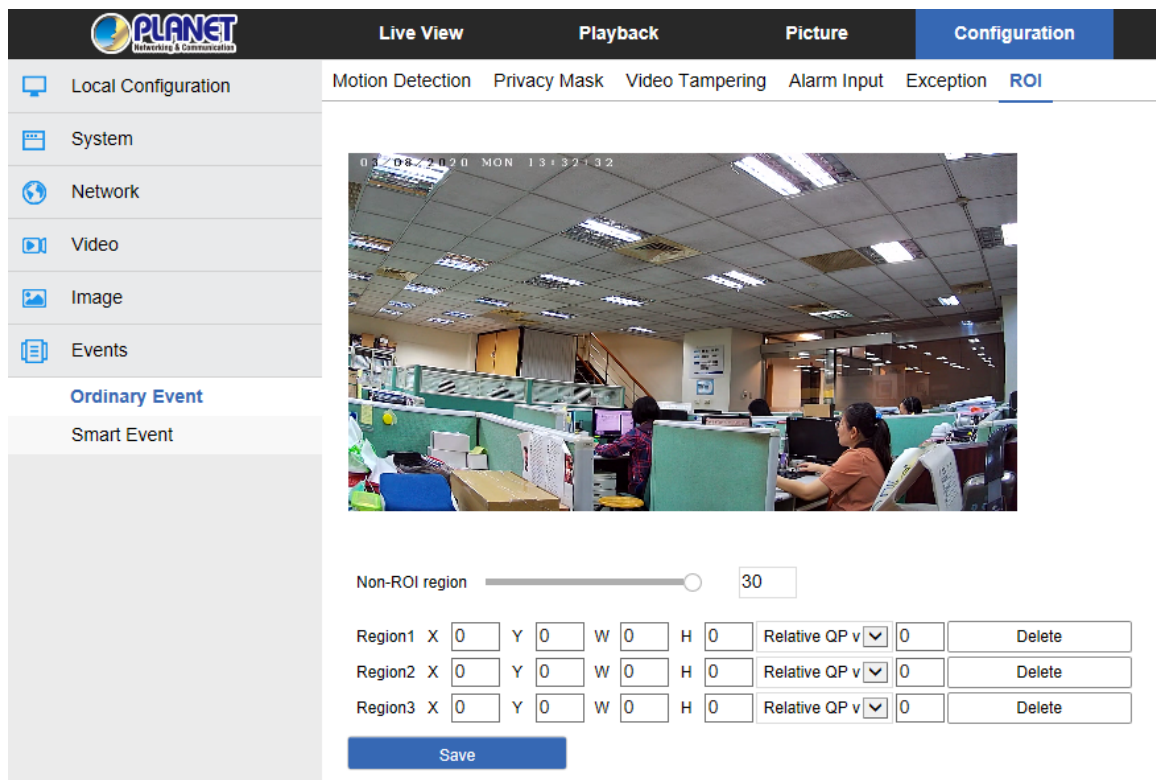 PLANET
Networking & Communication
Live View Playback Picture Configuration
Local Configuration
System
Network
Video
Image
Events
Ordinary Event
Smart Event
Motion Detection Privacy Mask Video Tampering Alarm Input Exception ROI
03/08/2020 MON 13:32:32
Non-ROI region 30
Region1 X 0 Y 0 W 0 H 0 Relative QP v 0 Delete
Region2 X 0 Y 0 W 0 H 0 Relative QP v 0 Delete
Region3 X 0 Y 0 W 0 H 0 Relative QP v 0 Delete
Save